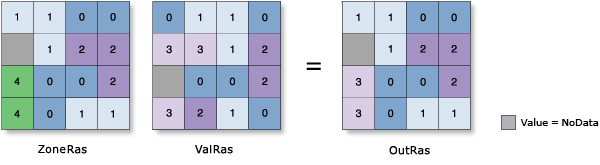 1 1 0 0 0 1 1 2 1 1 0 0
1 2 2 3 3 1 2 1 2 2
4 0 0 2 0 0 2 3 0 0 2
4 0 1 1 3 2 1 0 3 0 1 1
=
Value = NoData
ZoneRas ValRas OutRas